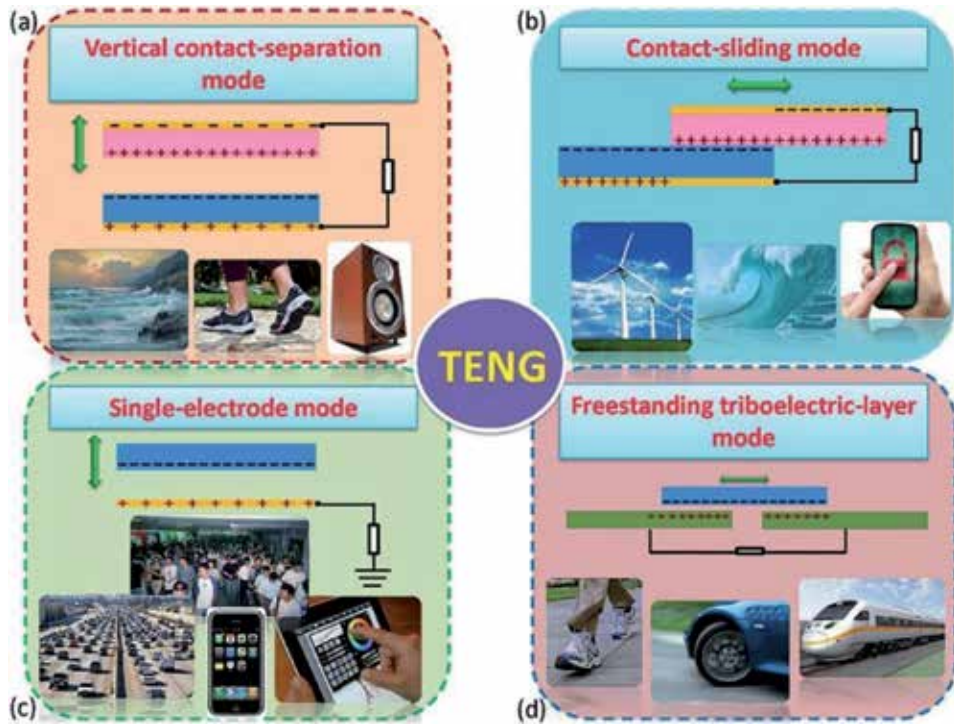 (a)
Vertical contact-separation
mode
(b)
Contact-sliding mode
TENG
Single-electrode mode
(c)
Freestanding triboelectric-layer
mode
(d)